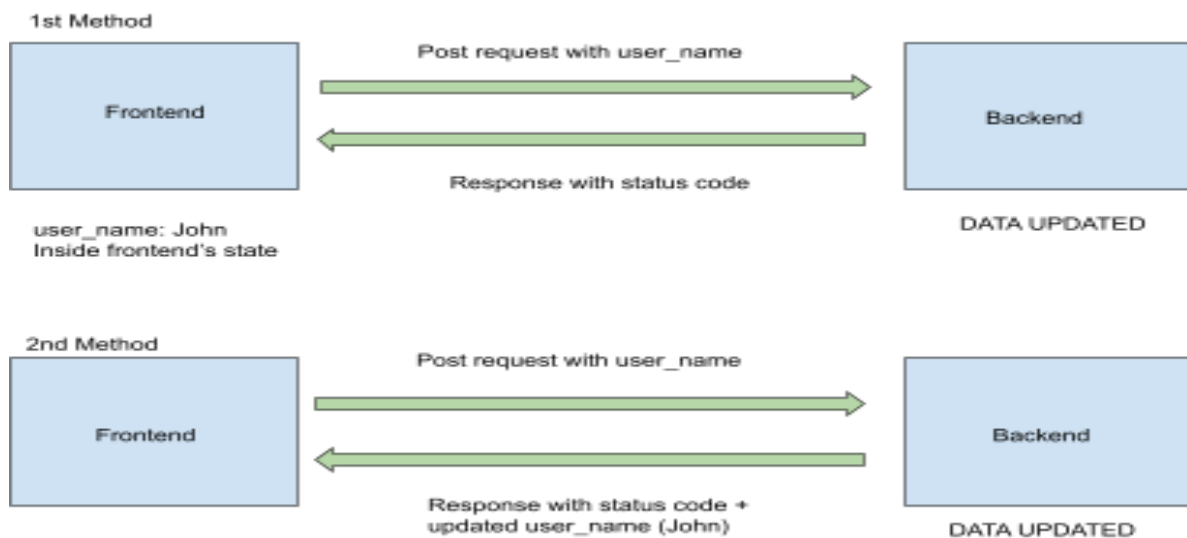 1st Method
Post request with user_name
Frontend
Backend
Response with status code
user_name: John
Inside frontend's state
DATA UPDATED
2nd Method
Post request with user_name
Frontend
Backend
Response with status code +
updated user_name (John)
DATA UPDATED